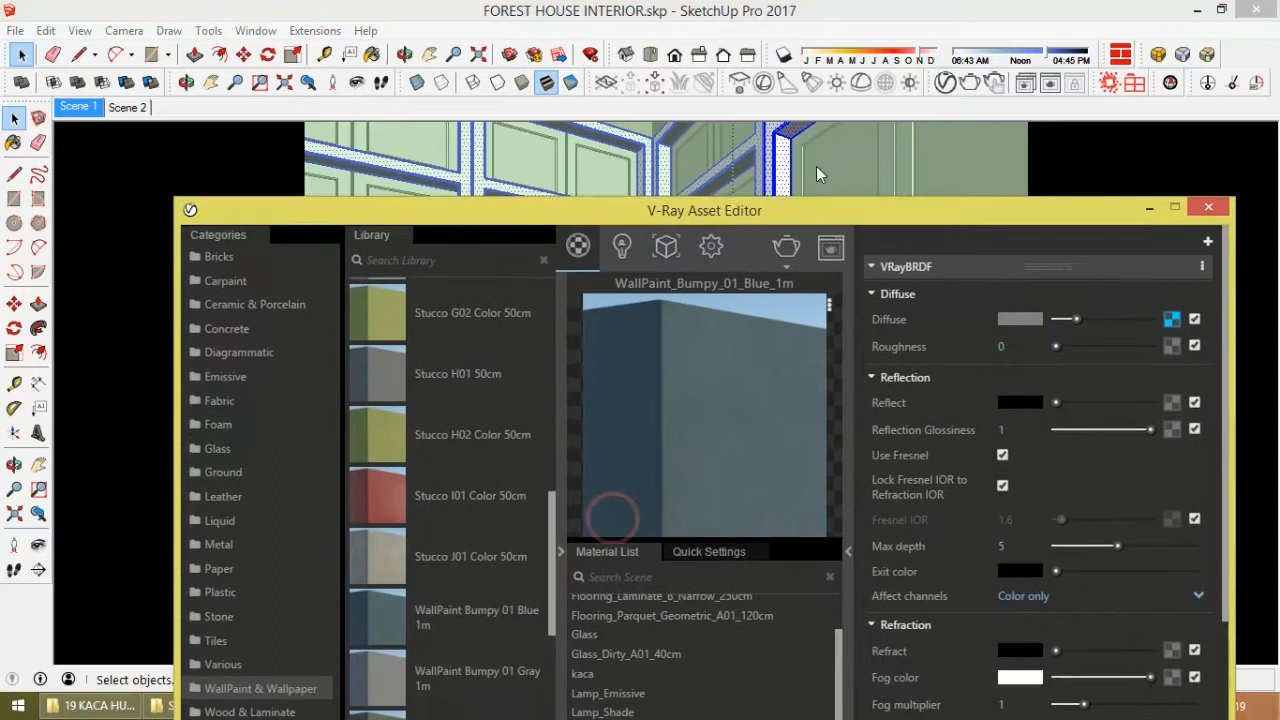 FOREST HOUSE INTERIOR.skp - SketchUp Pro 2017
File Edit View Camera Draw Tools Window Extensions Help
J F M A M J J A S O N D 06:43 AM Noon 04:45 PM
Scene 1 Scene 2
V-Ray Asset Editor
Categories
Bricks
Carpaint
Ceramic & Porcelain
Concrete
Diagrammatic
Emissive
Fabric
Foam
Glass
Ground
Leather
Liquid
Metal
Paper
Plastic
Stone
Tiles
Various
WallPaint & Wallpaper
Wood & Laminate
Library
Search Library
Stucco G02 Color 50cm
Stucco H01 50cm
Stucco H02 Color 50cm
Stucco I01 Color 50cm
Stucco J01 Color 50cm
WallPaint Bumpy 01 Blue
1m
WallPaint Bumpy 01 Gray
1m
WallPaint_Bumpy_01_Blue_1m
Material List Quick Settings
Search Scene
Flooring_Laminate_B_Narrow_250cm
Flooring_Parquet_Geometric_A01_120cm
Glass
Glass_Dirty_A01_40cm
kaca
Lamp_Emissive
Lamp_Shade
VRayBRDF
Diffuse
Diffuse
Roughness 0
Reflection
Reflect
Reflection Glossiness 1
Use Fresnel
Lock Fresnel IOR to
Refraction IOR
Fresnel IOR 1.6
Max depth 5
Exit color
Affect channels Color only
Refraction
Refract
Fog color
Fog multiplier 1
Select objects.
19 KACA HU...
19